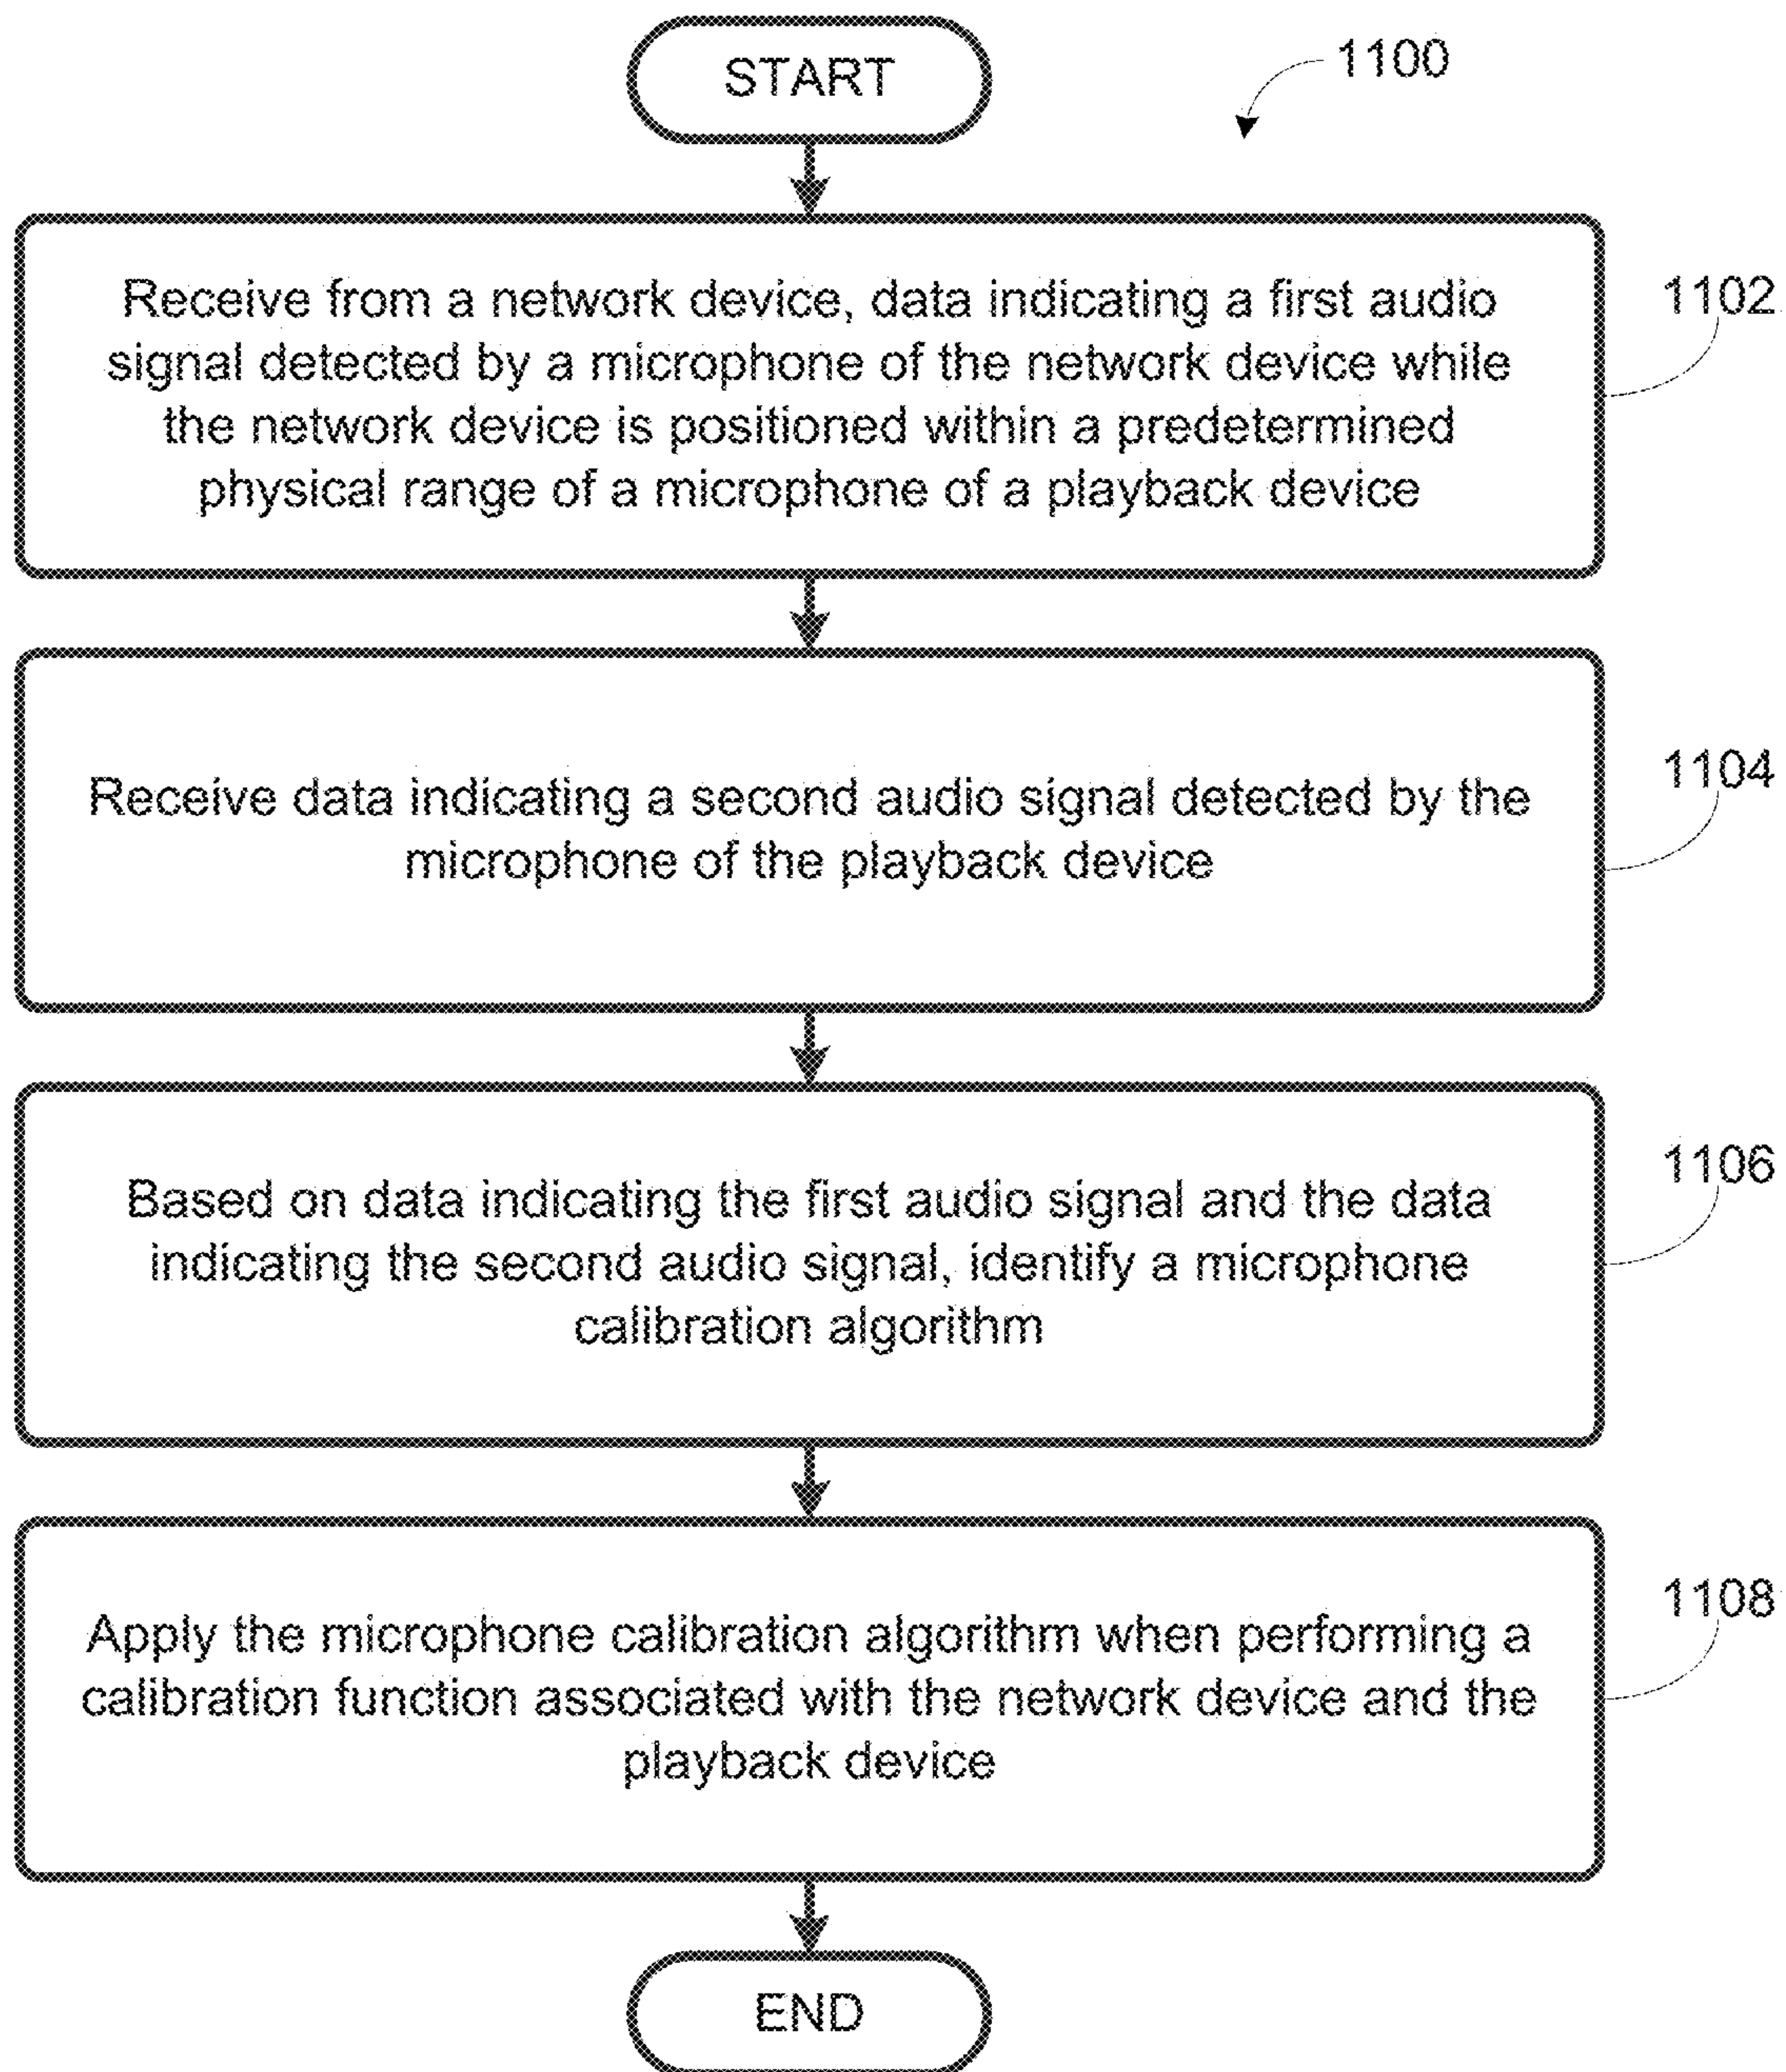 START
1100
Receive from a network device, data indicating a first audio
signal detected by a microphone of the network device while
the network device is positioned within a predetermined
physical range of a microphone of a playback device
1102
Receive data indicating a second audio signal detected by the
microphone of the playback device
1104
Based on data indicating the first audio signal and the data
indicating the second audio signal, identify a microphone
calibration algorithm
1106
Apply the microphone calibration algorithm when performing a
calibration function associated with the network device and the
playback device
1108
END